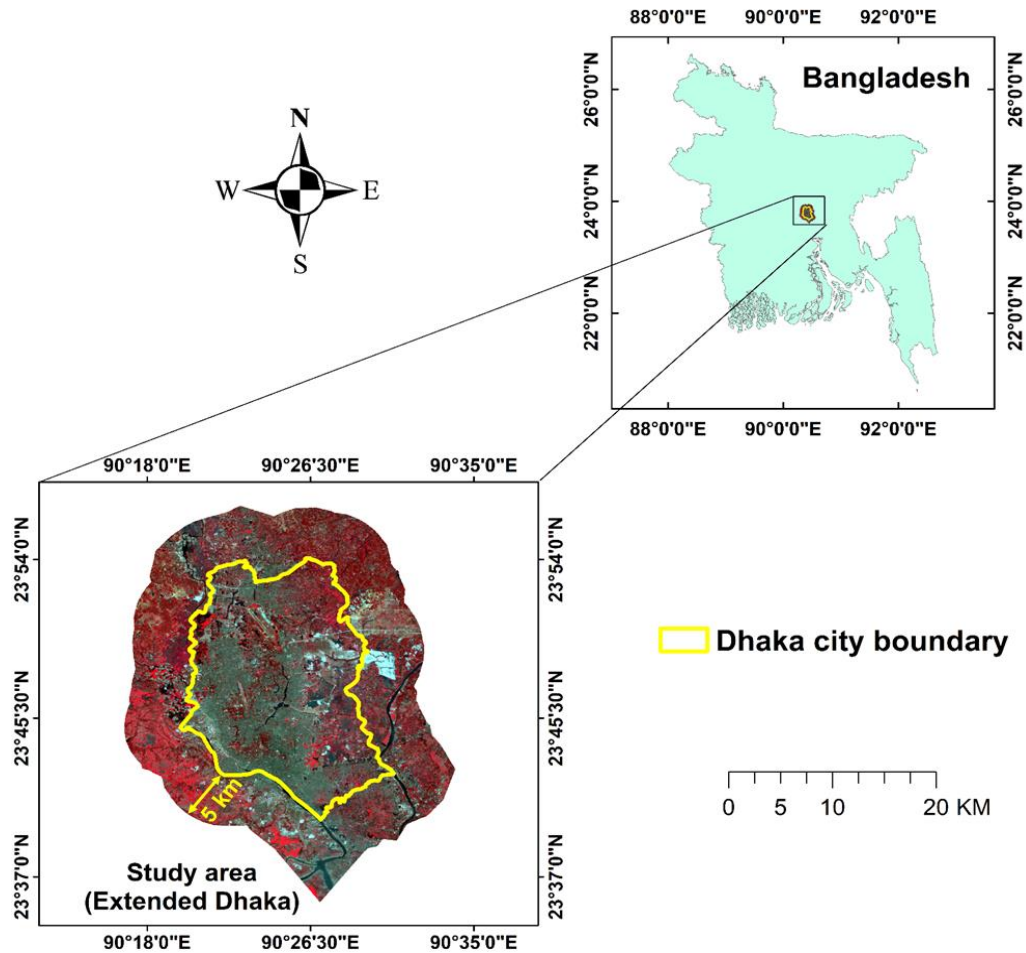 88°0'0"E 90°0'0"E 92°0'0"E
Bangladesh
26°0'0"N
24°0'0"N
22°0'0"N
26°0'0"N
24°0'0"N
22°0'0"N
88°0'0"E 90°0'0"E 92°0'0"E
N
W E
S
90°18'0"E 90°26'30"E 90°35'0"E
23°54'0"N
23°45'30"N
23°37'0"N
23°54'0"N
23°45'30"N
23°37'0"N
5 km
Study area
(Extended Dhaka)
90°18'0"E 90°26'30"E 90°35'0"E
Dhaka city boundary
0 5 10 20 KM